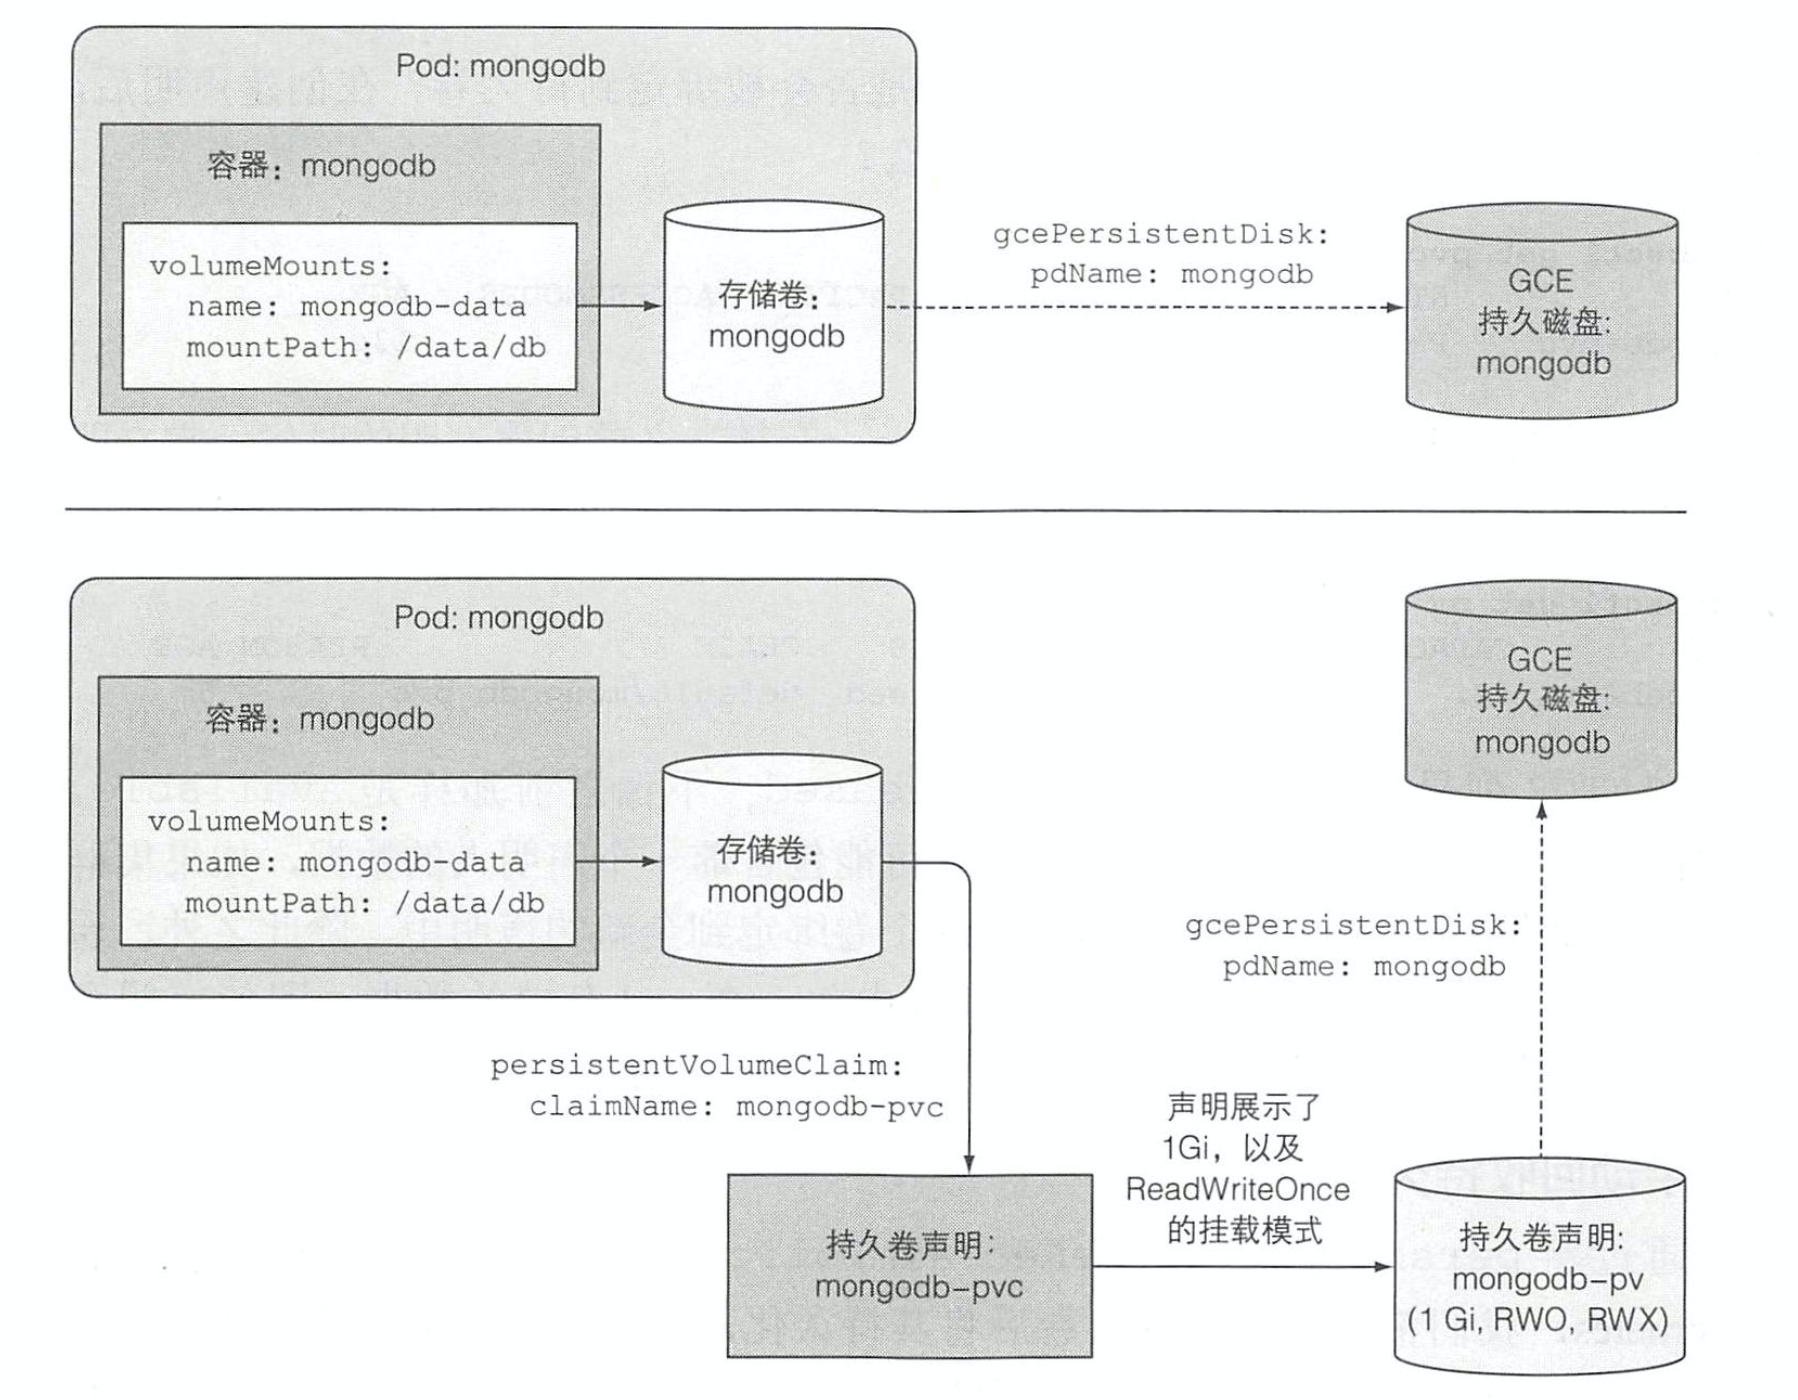 Pod: mongodb
容器：mongodb
volumeMounts:
name: mongodb-data
mountPath: /data/db
存储卷：
mongodb
gcePersistentDisk:
pdName: mongodb
GCE
持久磁盘:
mongodb
Pod: mongodb
容器：mongodb
volumeMounts:
name: mongodb-data
mountPath: /data/db
存储卷：
mongodb
GCE
持久磁盘:
mongodb
gcePersistentDisk:
pdName: mongodb
persistentVolumeClaim:
claimName: mongodb-pvc
声明展示了
1Gi，以及
ReadWriteOnce
的挂载模式
持久卷声明:
mongodb-pvc
持久卷声明:
mongodb-pv
(1 Gi, RWO, RWX)